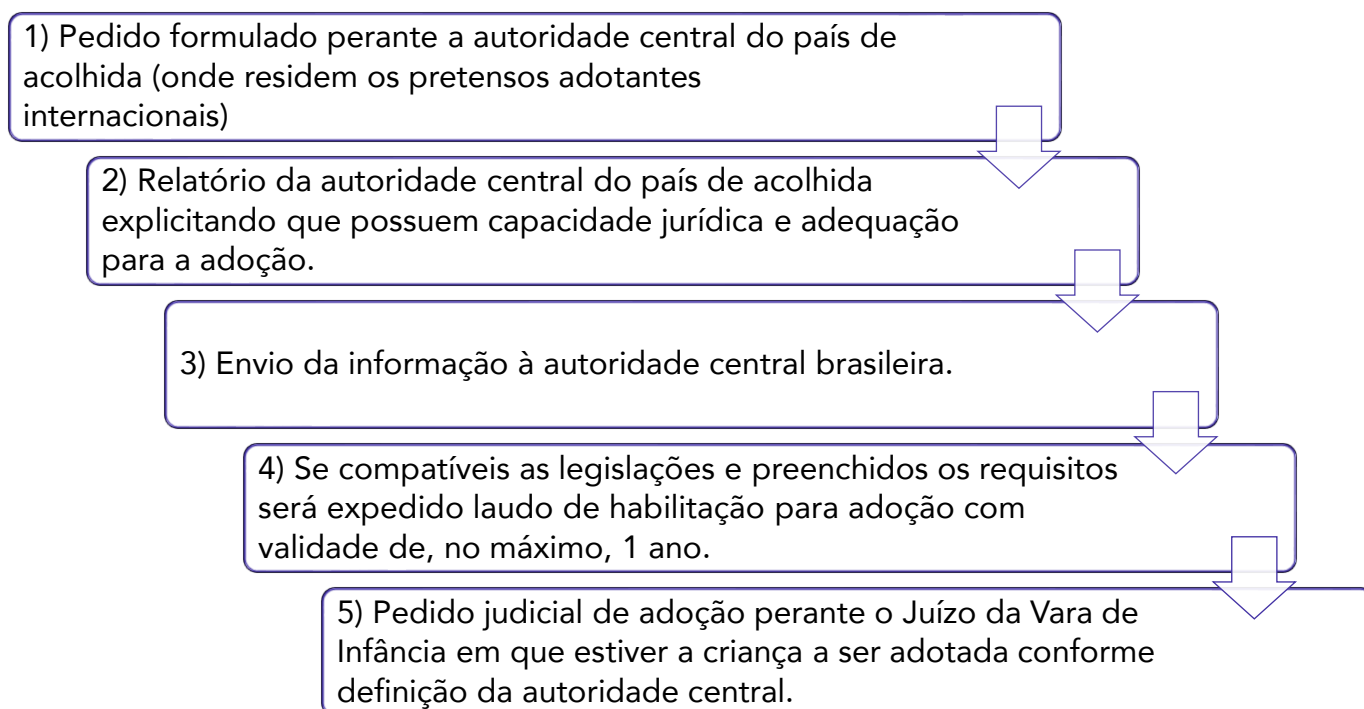 1) Pedido formulado perante a autoridade central do país de
acolhida (onde residem os pretensos adotantes
internacionais)
2) Relatório da autoridade central do país de acolhida
explicitando que possuem capacidade jurídica e adequação
para a adoção.
3) Envio da informação à autoridade central brasileira.
4) Se compatíveis as legislações e preenchidos os requisitos
será expedido laudo de habilitação para adoção com
validade de, no máximo, 1 ano.
5) Pedido judicial de adoção perante o Juízo da Vara de
Infância em que estiver a criança a ser adotada conforme
definição da autoridade central.